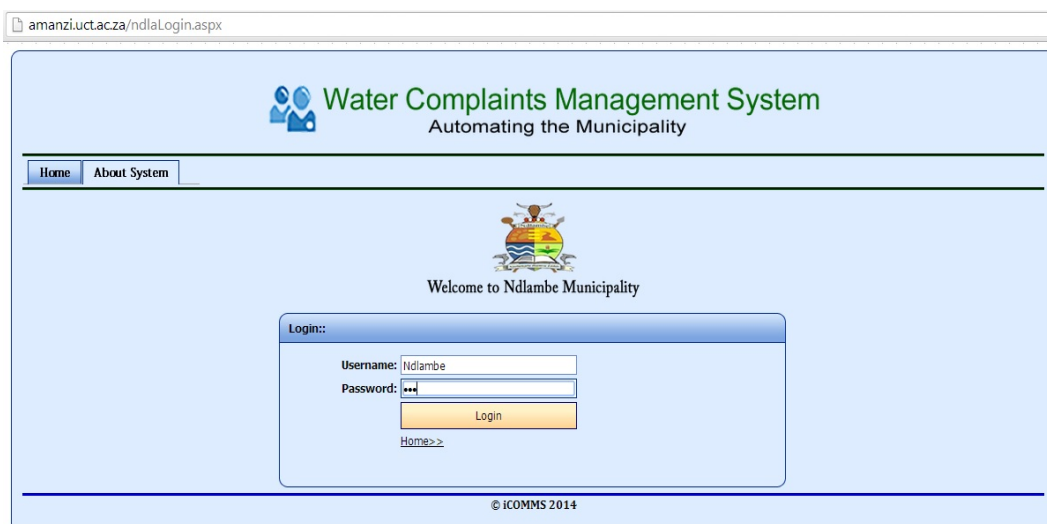 amanzi.uct.ac.za/ndlaLogin.aspx
Water Complaints Management System
Automating the Municipality
Home About System
Welcome to Ndlambe Municipality
Login::
Username: Ndlambe
Password: •••
Login
Home>>
© iCOMMS 2014